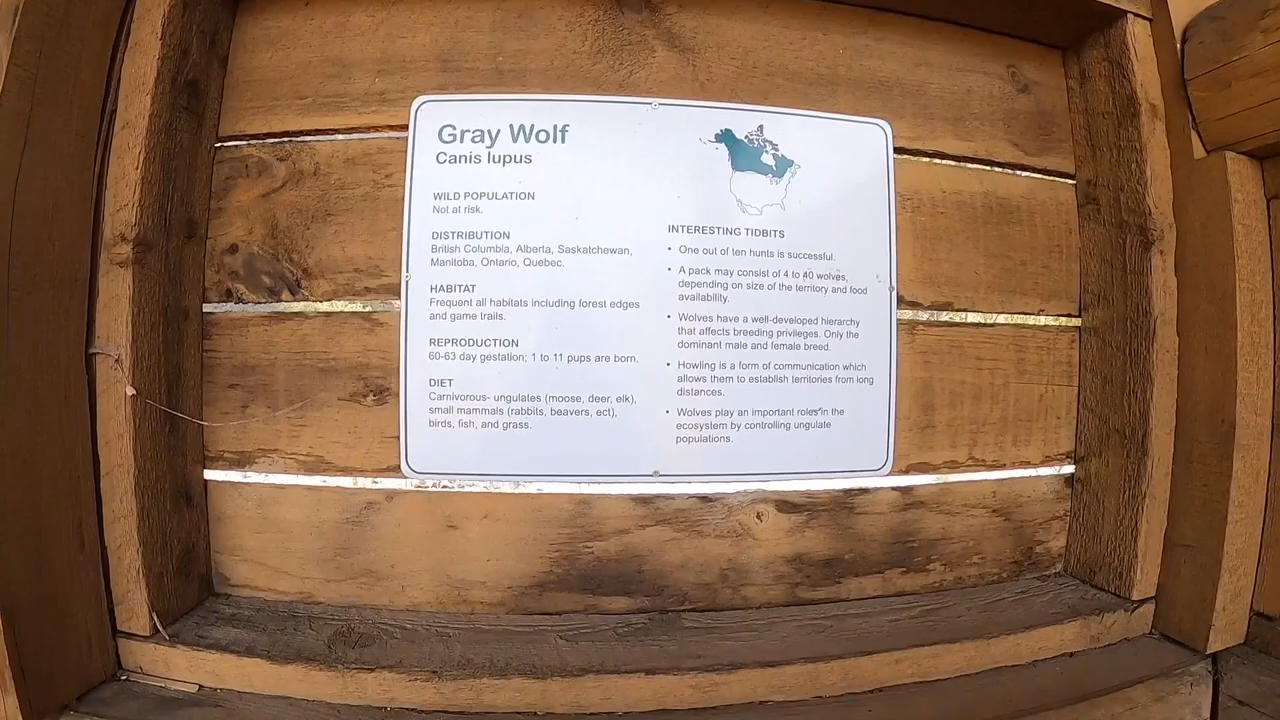 Gray Wolf
Canis lupus
WILD POPULATION
Not at risk.
DISTRIBUTION
British Columbia, Alberta, Saskatchewan,
Manitoba, Ontario, Quebec.
HABITAT
Frequent all habitats including forest edges
and game trails.
REPRODUCTION
60-63 day gestation; 1 to 11 pups are born.
DIET
Carnivorous- ungulates (moose, deer, elk),
small mammals (rabbits, beavers, ect),
birds, fish, and grass.
INTERESTING TIDBITS
• One out of ten hunts is successful.
• A pack may consist of 4 to 40 wolves,
depending on size of the territory and food
availability.
• Wolves have a well-developed hierarchy
that affects breeding privileges. Only the
dominant male and female breed.
• Howling is a form of communication which
allows them to establish territories from long
distances.
• Wolves play an important roles in the
ecosystem by controlling ungulate
populations.